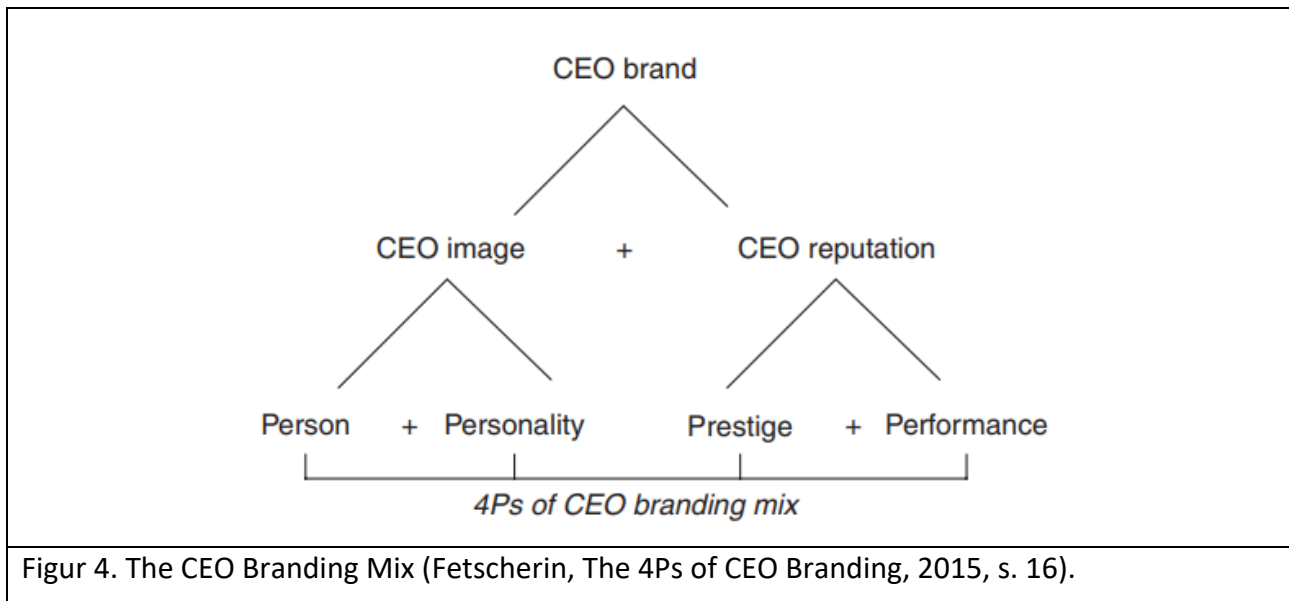 CEO brand
CEO image + CEO reputation
Person + Personality Prestige + Performance
4Ps of CEO branding mix
Figur 4. The CEO Branding Mix (Fetscherin, The 4Ps of CEO Branding, 2015, s. 16).